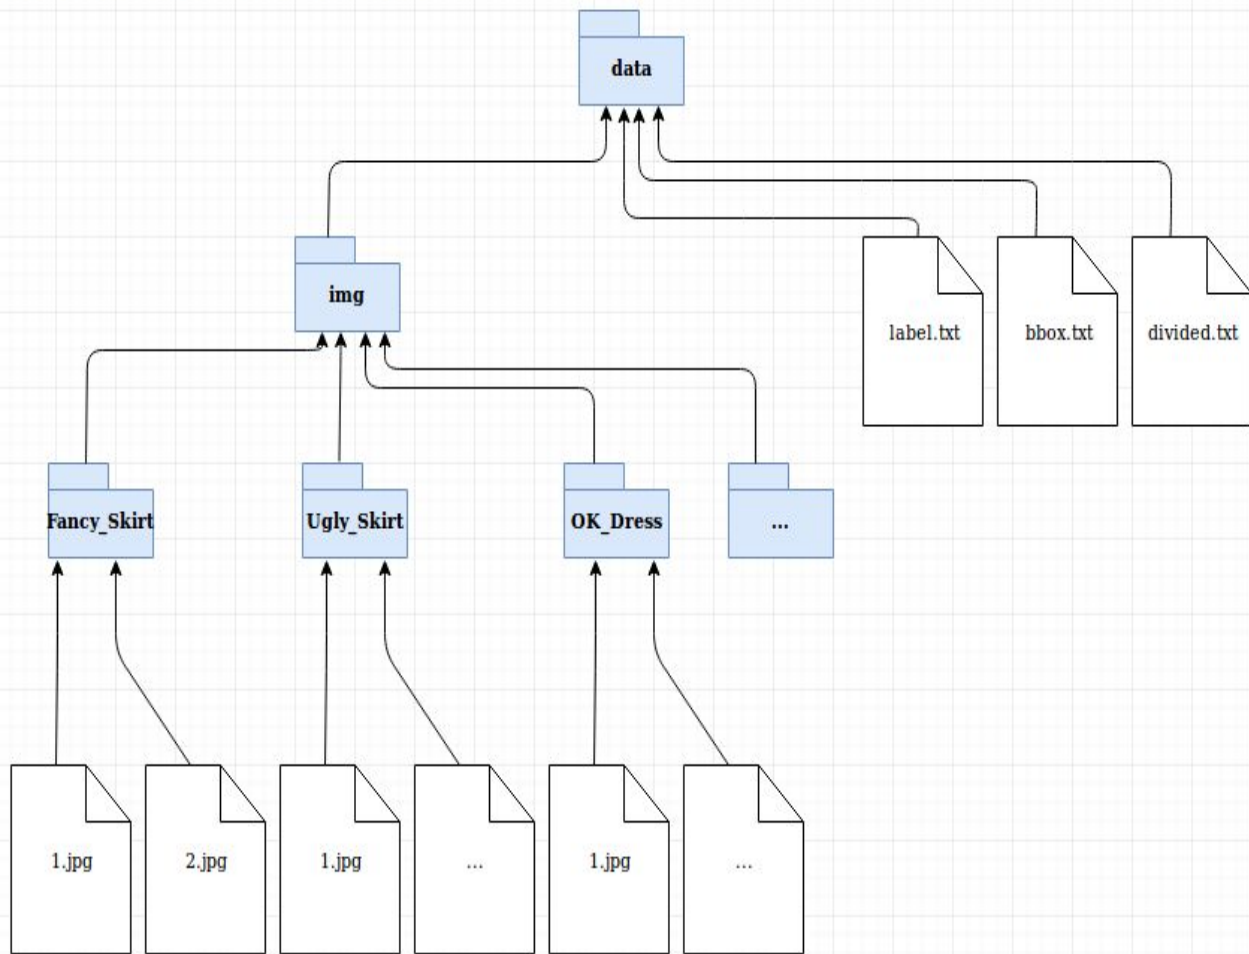 data
img
label.txt
bbox.txt
divided.txt
Fancy_Skirt
Ugly_Skirt
OK_Dress
...
1.jpg
2.jpg
1.jpg
...
1.jpg
...